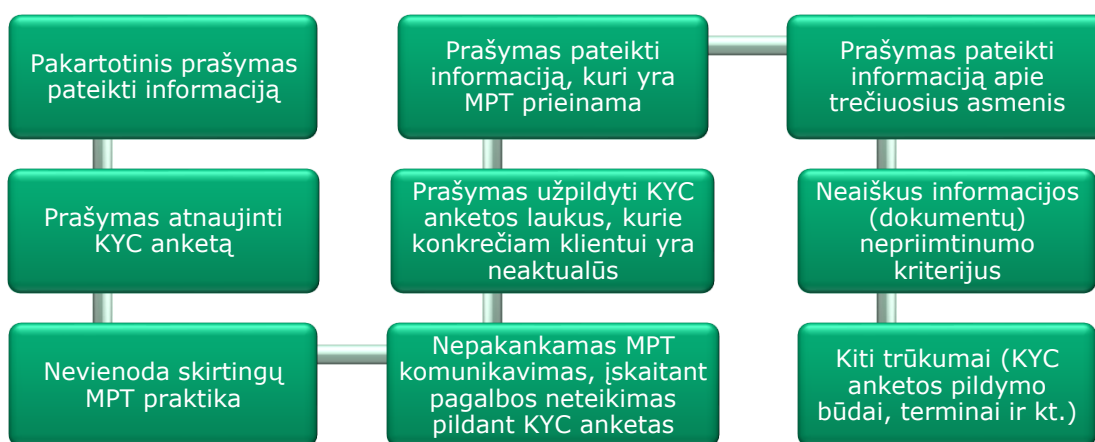 Pakartotinis prašymas
pateikti informaciją
Prašymas atnaujinti
KYC anketą
Nevienoda skirtingų
MPT praktika
Nepakankamas MPT
komunikavimas, įskaitant
pagalbos neteikimas
pildant KYC anketas
Prašymas užpildyti KYC
anketos laukus, kurie
konkrečiam klientui yra
neaktualūs
Prašymas pateikti
informaciją, kuri yra
MPT prieinama
Prašymas pateikti
informaciją apie
trečiuosius asmenis
Neaiškus informacijos
(dokumentų)
nepriimtinumo
kriterijus
Kiti trūkumai (KYC
anketos pildymo
būdai, terminai ir kt.)